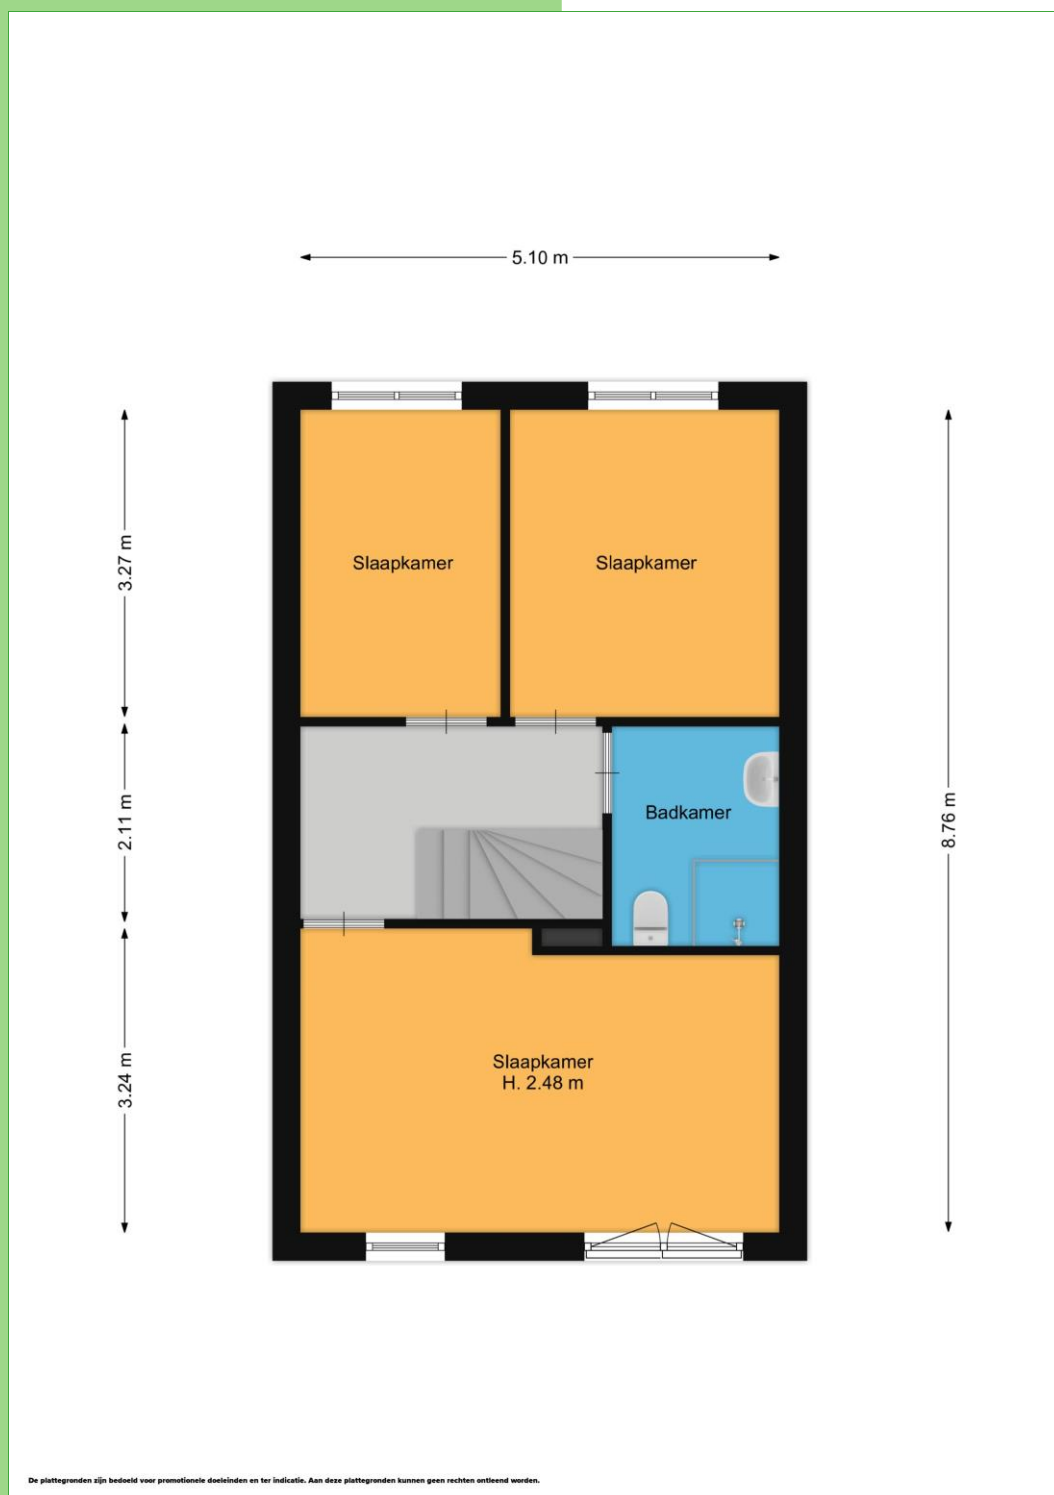 5.10 m
3.27 m
Slaapkamer
Slaapkamer
2.11 m
Badkamer
8.76 m
3.24 m
Slaapkamer
H. 2.48 m
De plattegronden zijn bedoeld voor promotionele doeleinden en ter indicatie. Aan deze plattegronden kunnen geen rechten ontleend worden.